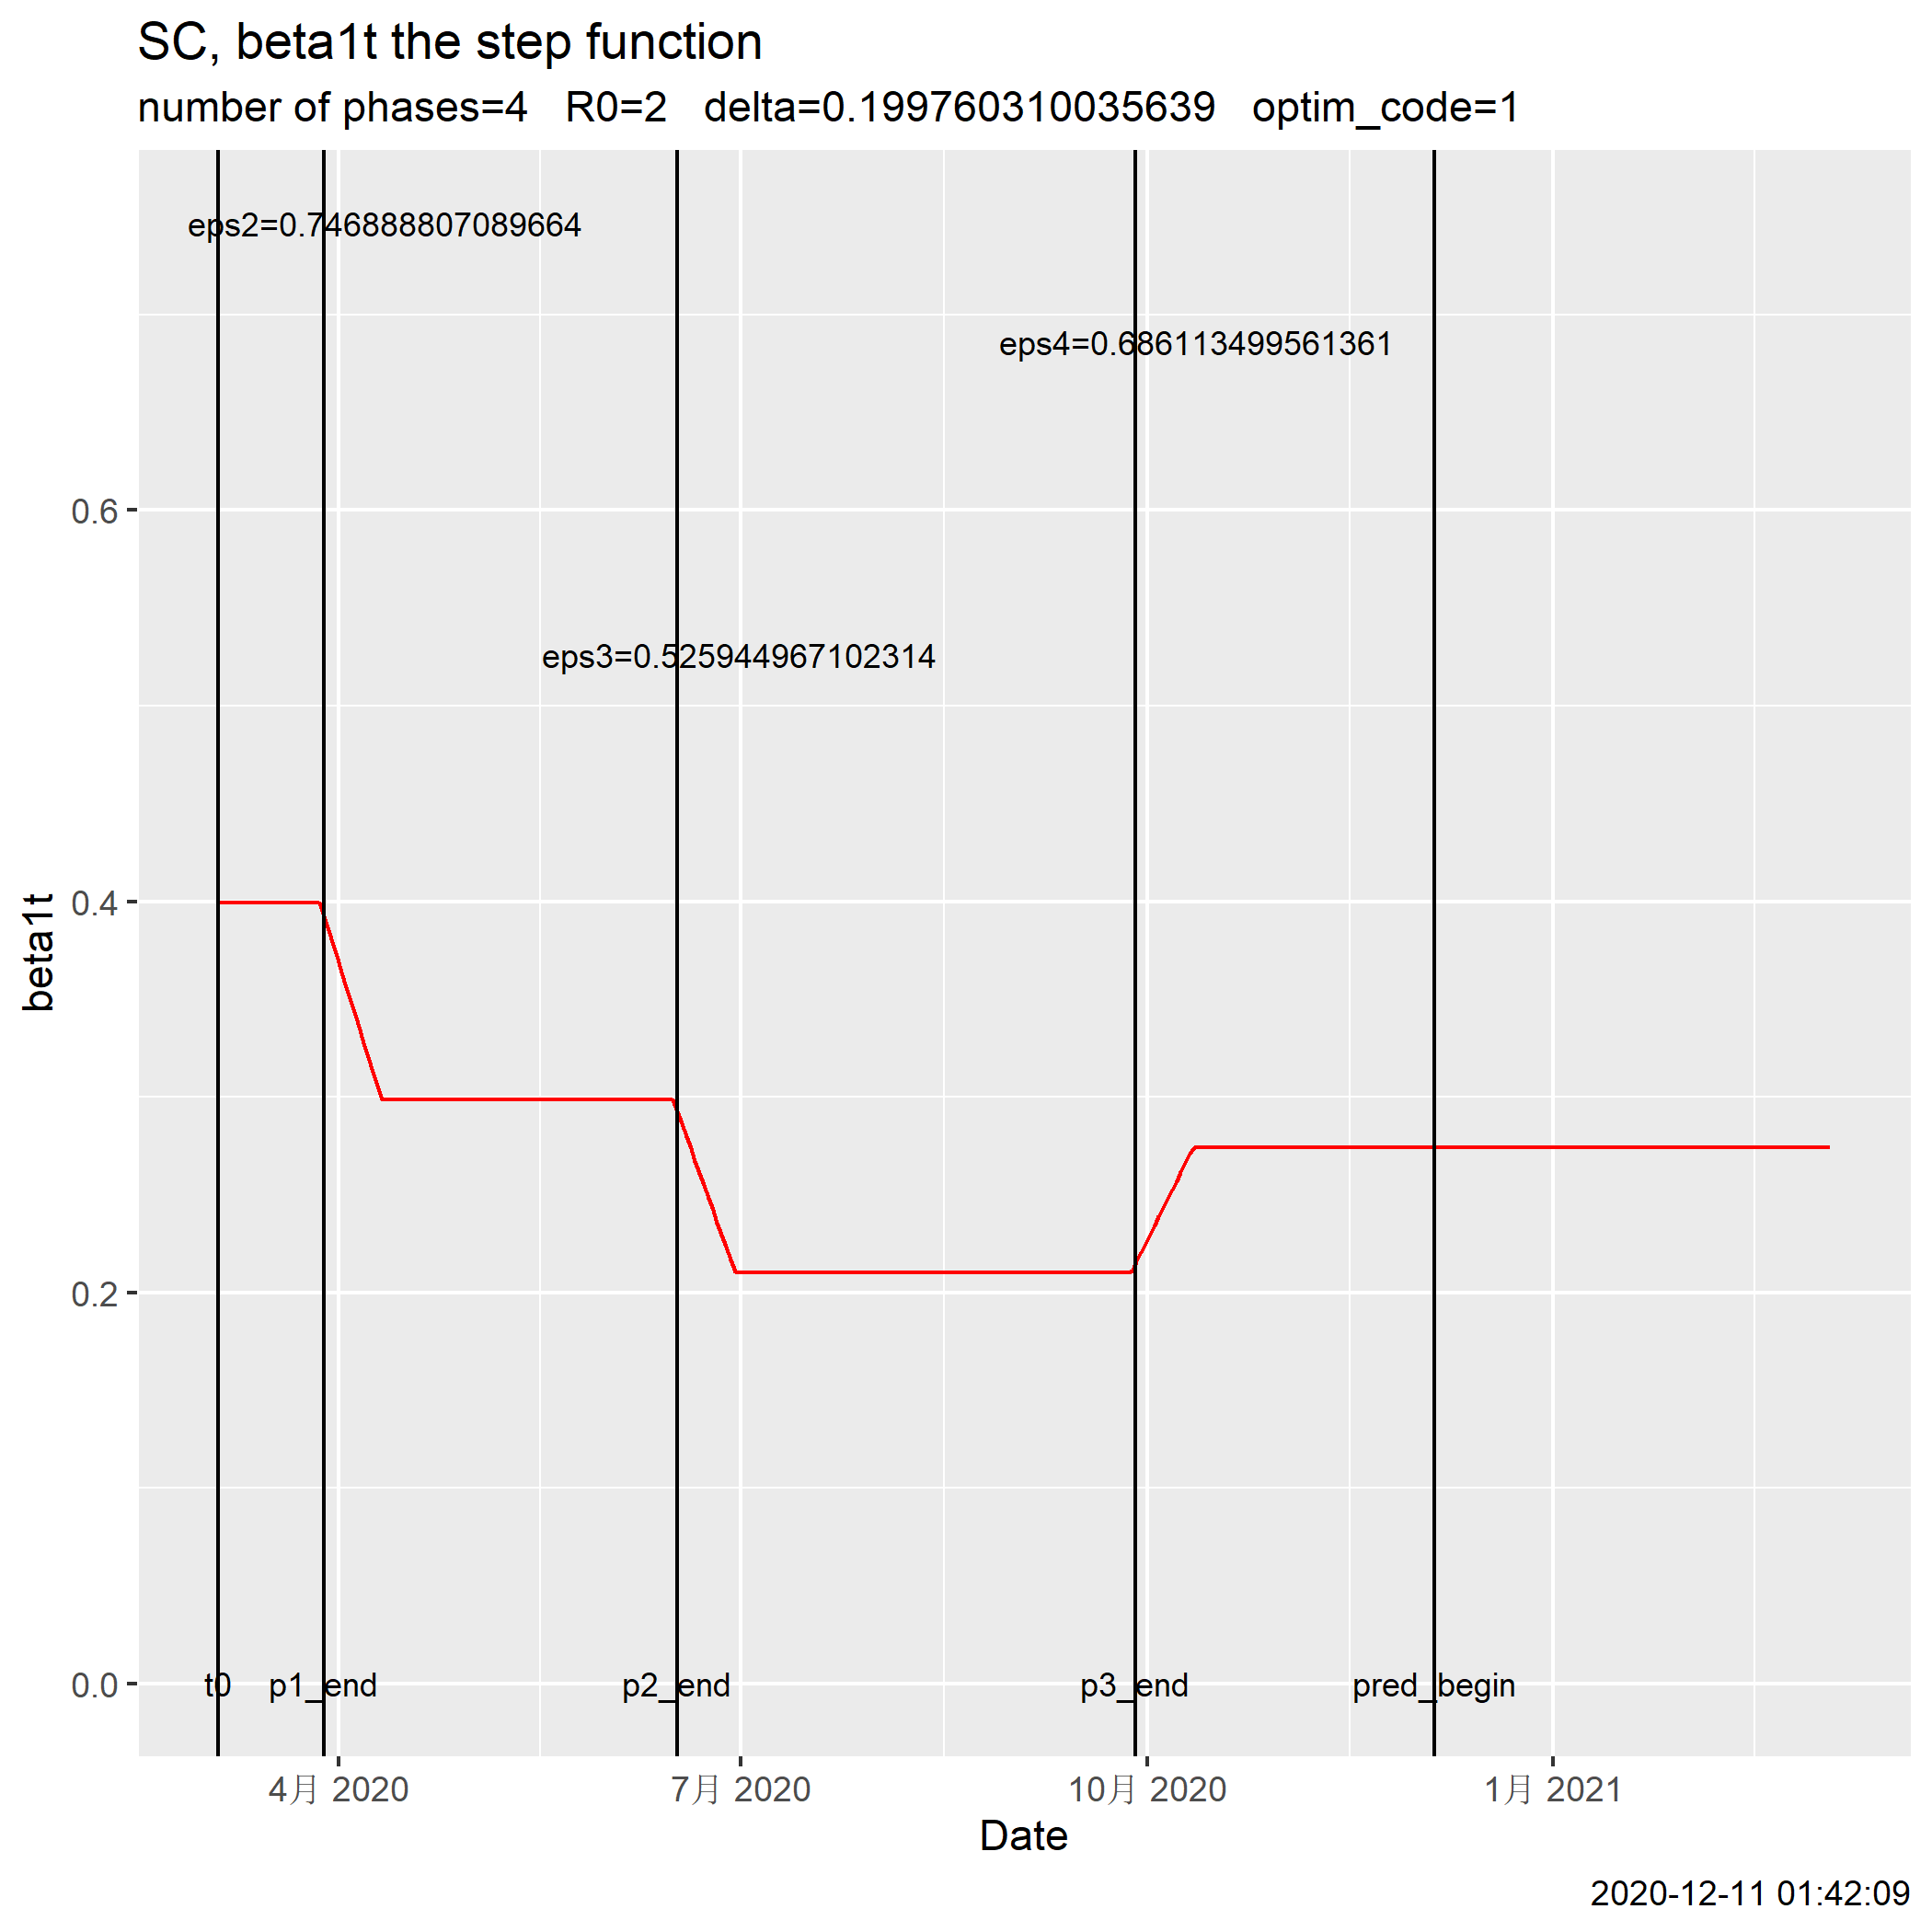 SC, beta1t the step function
number of phases=4   R0=2   delta=0.199760310035639   optim_code=1
eps2=0.746888807089664
eps4=0.686113499561361
eps3=0.525944967102314
0.6
0.4
0.2
0.0
beta1t
t0
p1_end
p2_end
p3_end
pred_begin
4月 2020
7月 2020
10月 2020
1月 2021
Date
2020-12-11 01:42:09